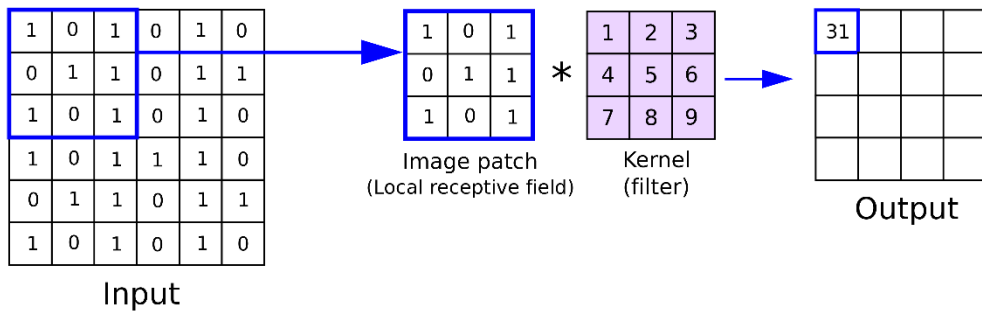 1 0 1 0 1 0
0 1 1 0 1 1
1 0 1 0 1 0
1 0 1 1 1 0
0 1 1 0 1 1
1 0 1 0 1 0
Input
1 0 1
0 1 1
1 0 1
Image patch
(Local receptive field)
*
1 2 3
4 5 6
7 8 9
Kernel
(filter)
31
Output